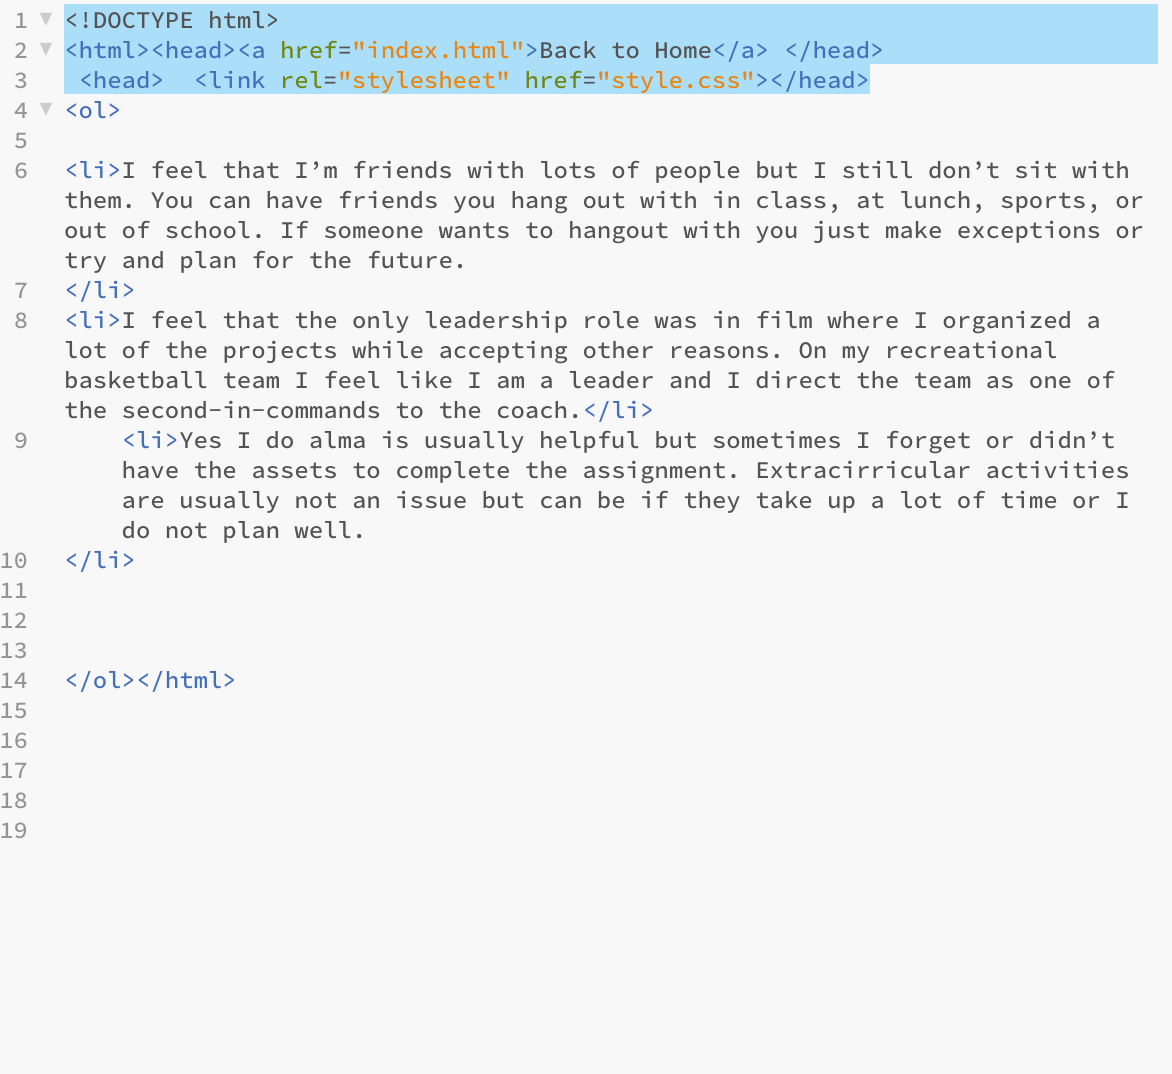 1 <!DOCTYPE html>
2 <html><head><a href="index.html">Back to Home</a> </head>
3  <head>  <link rel="stylesheet" href="style.css"></head>
4 <ol>
5
6 <li>I feel that I’m friends with lots of people but I still don’t sit with
them. You can have friends you hang out with in class, at lunch, sports, or
out of school. If someone wants to hangout with you just make exceptions or
try and plan for the future.
7 </li>
8 <li>I feel that the only leadership role was in film where I organized a
lot of the projects while accepting other reasons. On my recreational
basketball team I feel like I am a leader and I direct the team as one of
the second-in-commands to the coach.</li>
9     <li>Yes I do alma is usually helpful but sometimes I forget or didn’t
have the assets to complete the assignment. Extracirricular activities
are usually not an issue but can be if they take up a lot of time or I
do not plan well.
10 </li>
11
12
13
14 </ol></html>
15
16
17
18
19